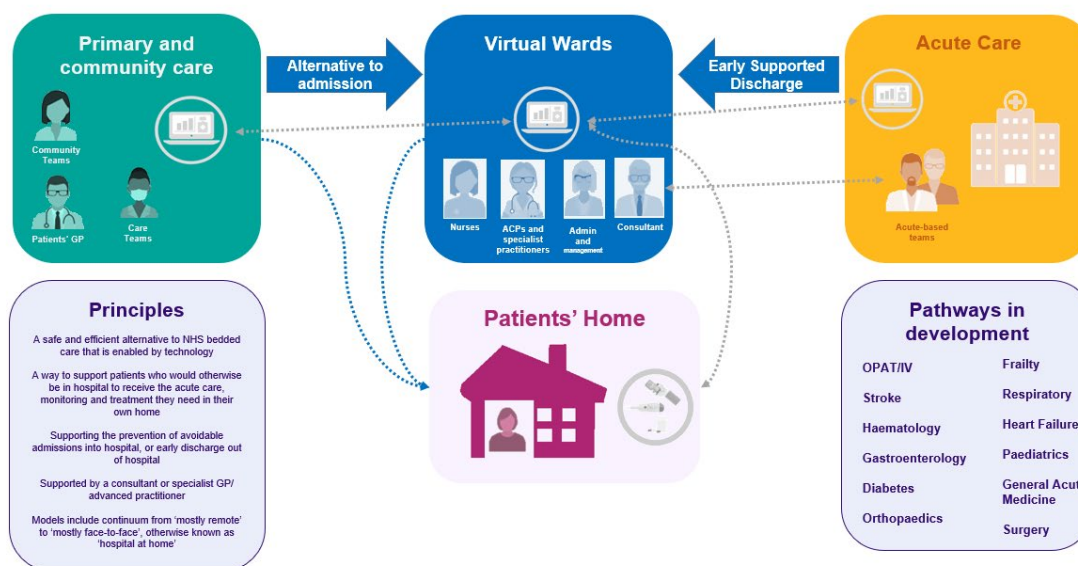 Primary and
community care
Community
Teams
Patients' GP
Care
Teams
Alternative to
admission
Virtual Wards
Nurses
ACPs and
specialist
practitioners
Admin
and
management
Consultant
Early Supported
Discharge
Acute Care
Acute-based
teams
Principles
A safe and efficient alternative to NHS bedded
care that is enabled by technology
A way to support patients who would otherwise
be in hospital to receive the acute care,
monitoring and treatment they need in their
own home
Supporting the prevention of avoidable
admissions into hospital, or early discharge out
of hospital
Supported by a consultant or specialist GP/
advanced practitioner
Models include continuum from 'mostly remote'
to 'mostly face-to-face', otherwise known as
'hospital at home'
Patients' Home
Pathways in
development
OPAT/IV
Stroke
Haematology
Gastroenterology
Diabetes
Orthopaedics
Frailty
Respiratory
Heart Failure
Paediatrics
General Acut
Medicine
Surgery